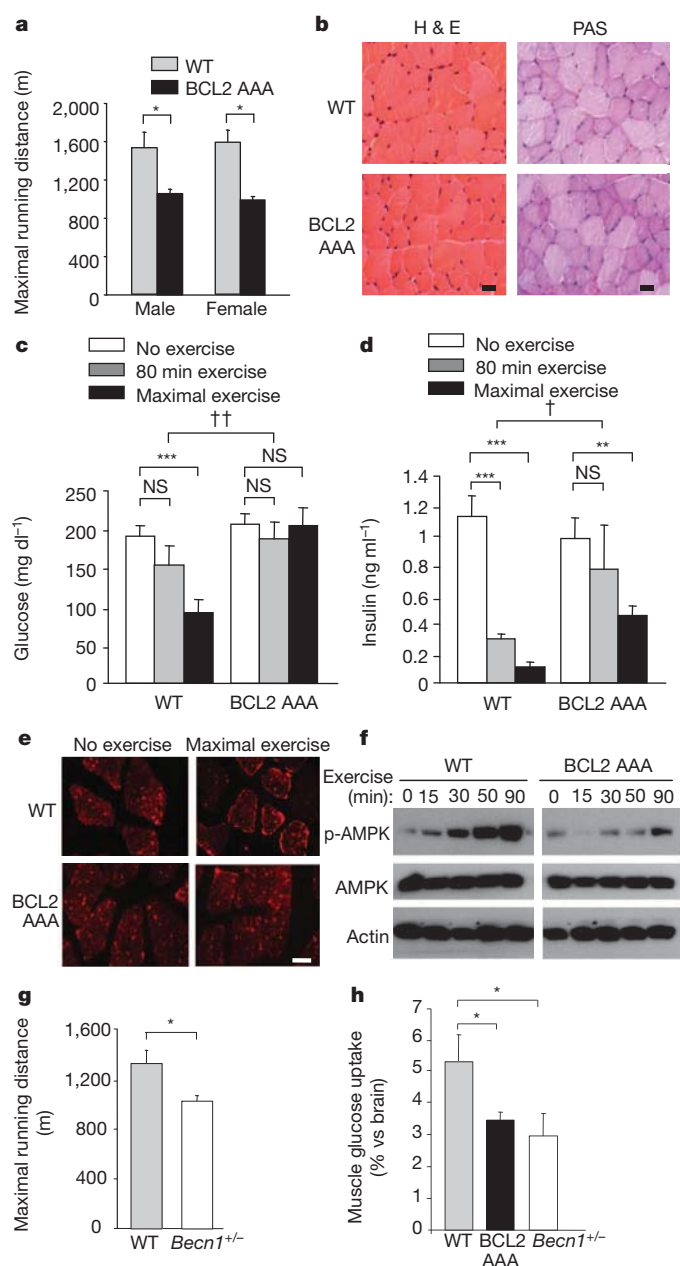 a
WT
BCL2 AAA
Maximal running distance (m)
2,000
1,600
1,200
800
400
0
*
*
Male
Female
b
H & E
PAS
WT
BCL2
AAA
c
No exercise
80 min exercise
Maximal exercise
††
***
NS
NS
NS
Glucose (mg dl⁻¹)
250
200
150
100
50
0
WT
BCL2 AAA
d
No exercise
80 min exercise
Maximal exercise
†
***
***
**
NS
Insulin (ng ml⁻¹)
1.4
1.2
1
0.8
0.6
0.4
0.2
0
WT
BCL2 AAA
e
No exercise
Maximal exercise
WT
BCL2
AAA
f
WT
BCL2 AAA
Exercise
(min):
0 15 30 50 90
0 15 30 50 90
p-AMPK
AMPK
Actin
g
Maximal running distance
(m)
1,600
1,200
800
400
0
*
WT
Becn1⁺/⁻
h
Muscle glucose uptake
(% vs brain)
7
6
5
4
3
2
1
0
*
*
WT
BCL2
AAA
Becn1⁺/⁻